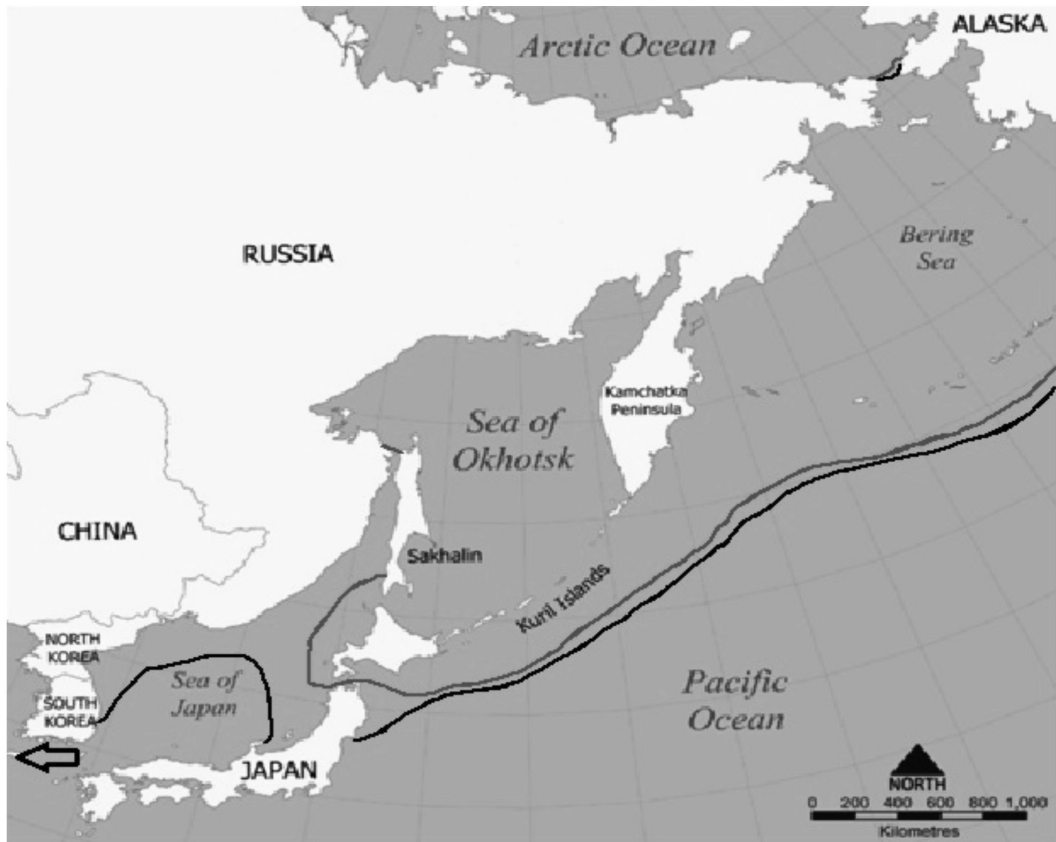 ALASKA
Arctic Ocean
RUSSIA
Bering
Sea
Kamchatka
Peninsula
Sea of
Okhotsk
CHINA
Sakhalin
Kuril Islands
NORTH
KOREA
Sea of
Japan
SOUTH
KOREA
Pacific
Ocean
JAPAN
NORTH
0 200 400 600 800 1,000
Kilometres